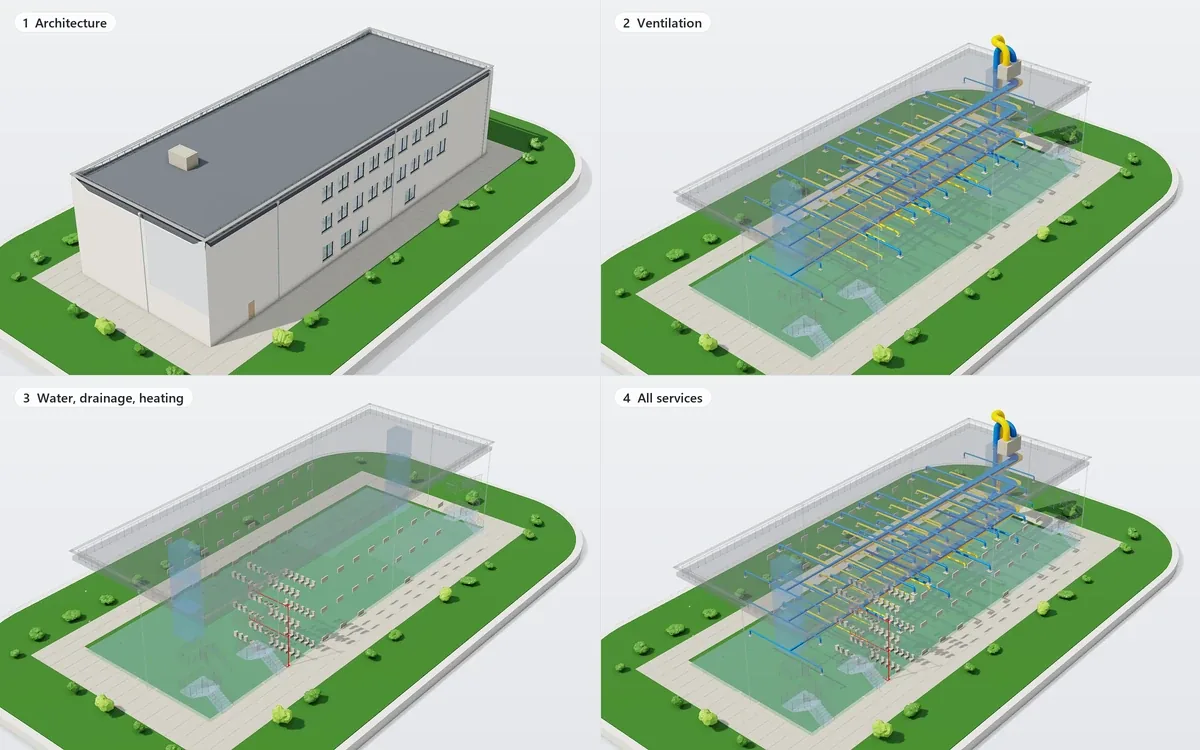 1 Architecture
2 Ventilation
3 Water, drainage, heating
4 All services